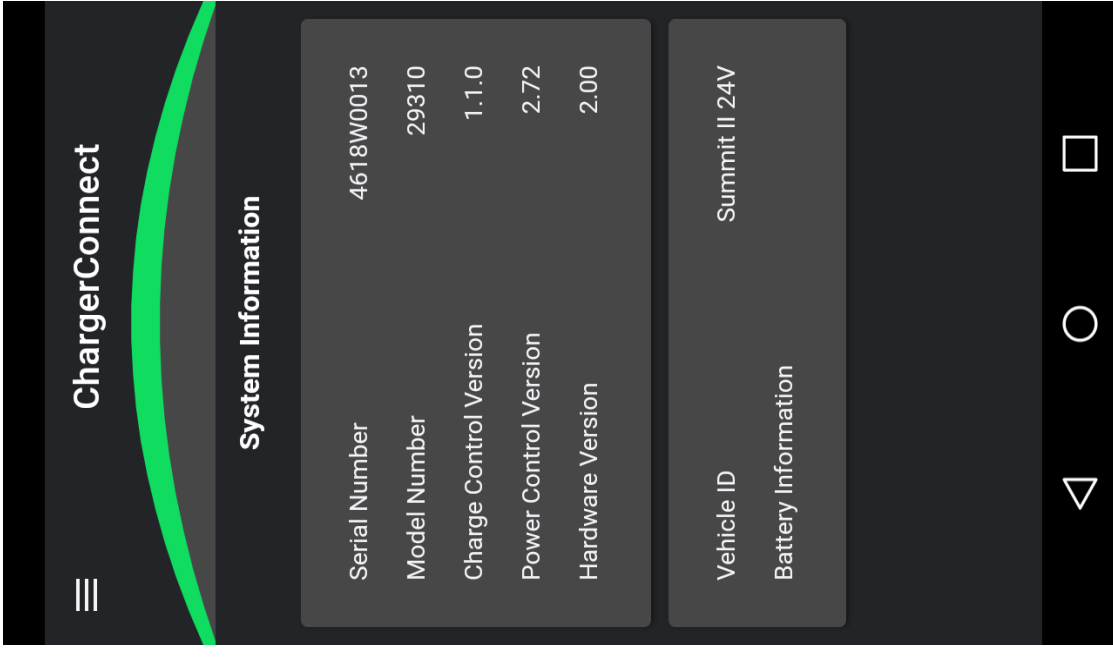 ChargerConnect
System Information
Serial Number 4618W0013
Model Number 29310
Charge Control Version 1.1.0
Power Control Version 2.72
Hardware Version 2.00
Vehicle ID Summit II 24V
Battery Information